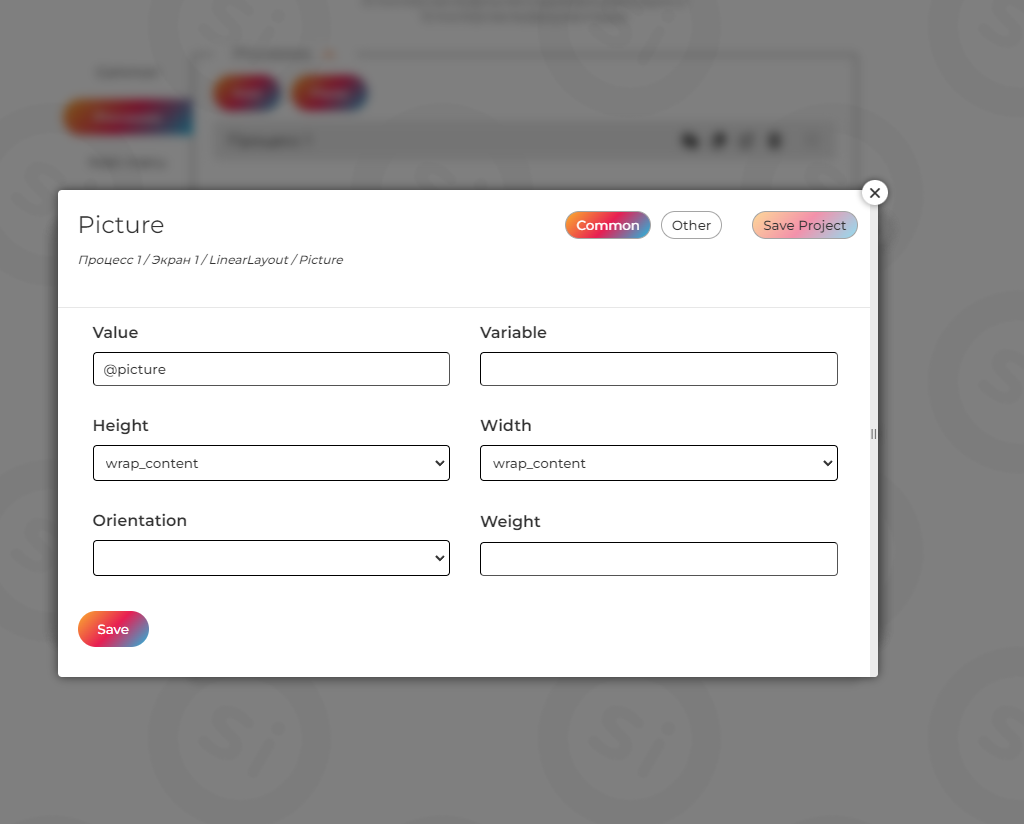 Picture
Common
Other
Save Project
Процесс 1 / Экран 1 / LinearLayout / Picture
Value
Variable
@picture
Height
Width
wrap_content
wrap_content
Orientation
Weight
Save